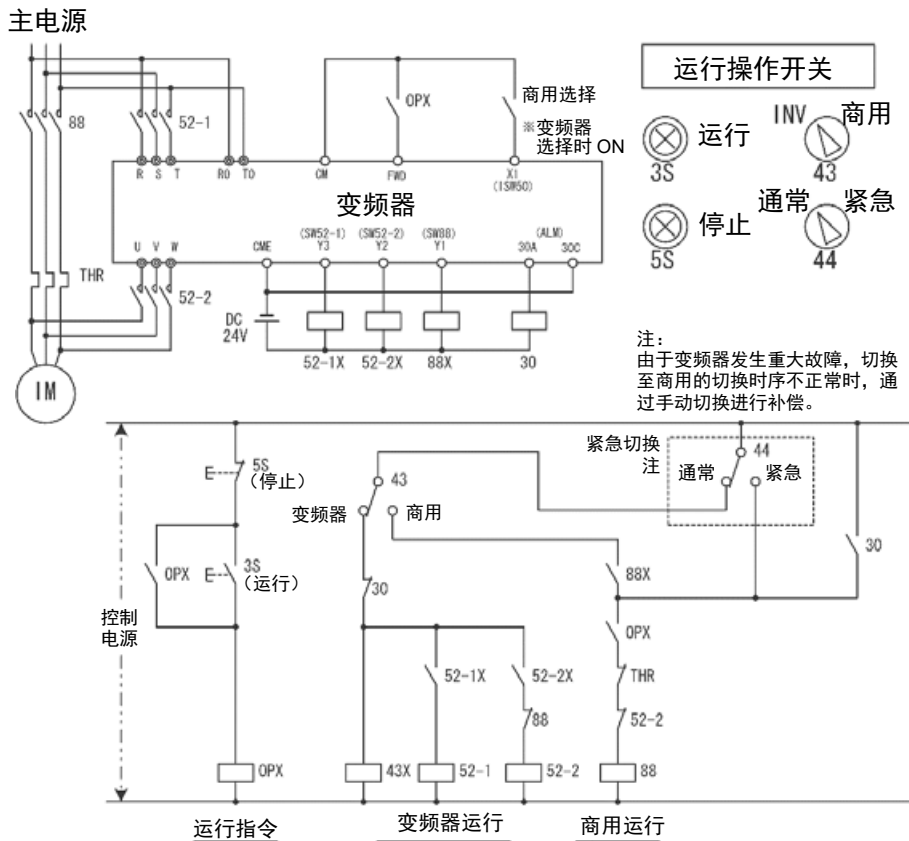 主电源
88
52-1
OPX
商用选择
※变频器
选择时 ON
运行操作开关
运行
3S
INV
商用
43
停止
5S
通常
紧急
44
R S T
R0 T0
CM
FWD
X1
(ISW50)
变频器
U V W
CME
(SW52-1)
Y3
(SW52-2)
Y2
(SW88)
Y1
(ALM)
30A
30C
THR
52-2
DC
24V
52-1X
52-2X
88X
30
IM
注：
由于变频器发生重大故障，切换
至商用的切换时序不正常时，通
过手动切换进行补偿。
5S
（停止）
43
变频器
商用
紧急切换
注
44
通常
紧急
OPX
3S
（运行）
30
88X
30
控制
电源
OPX
52-1X
52-2X
THR
88
52-2
OPX
43X
52-1
52-2
88
运行指令
变频器运行
商用运行